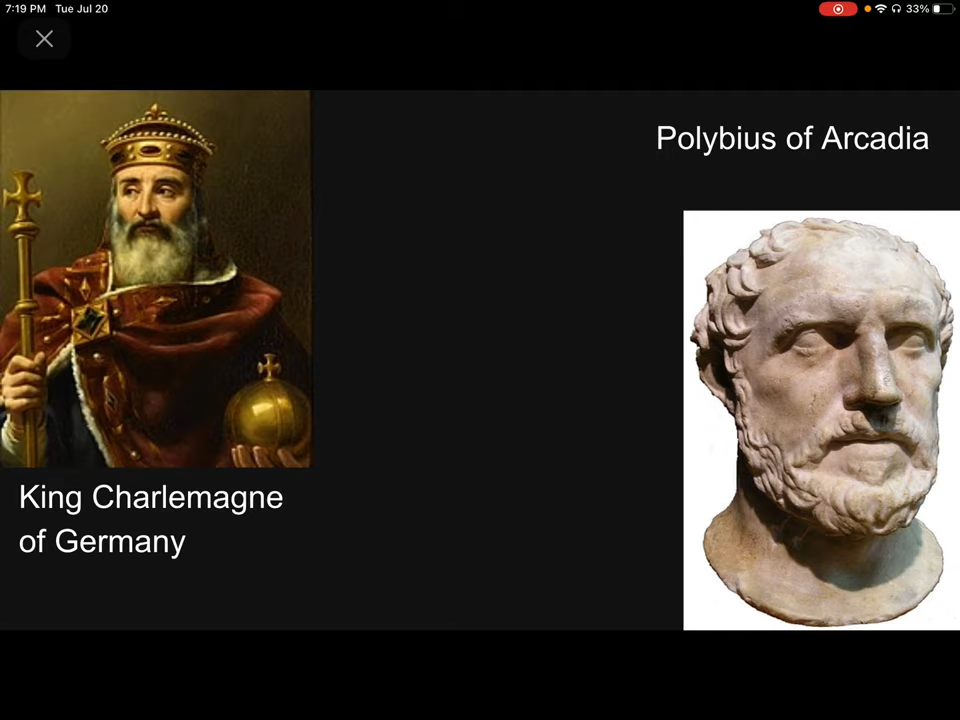 7:19 PM Tue Jul 20
33%
Polybius of Arcadia
King Charlemagne
of Germany